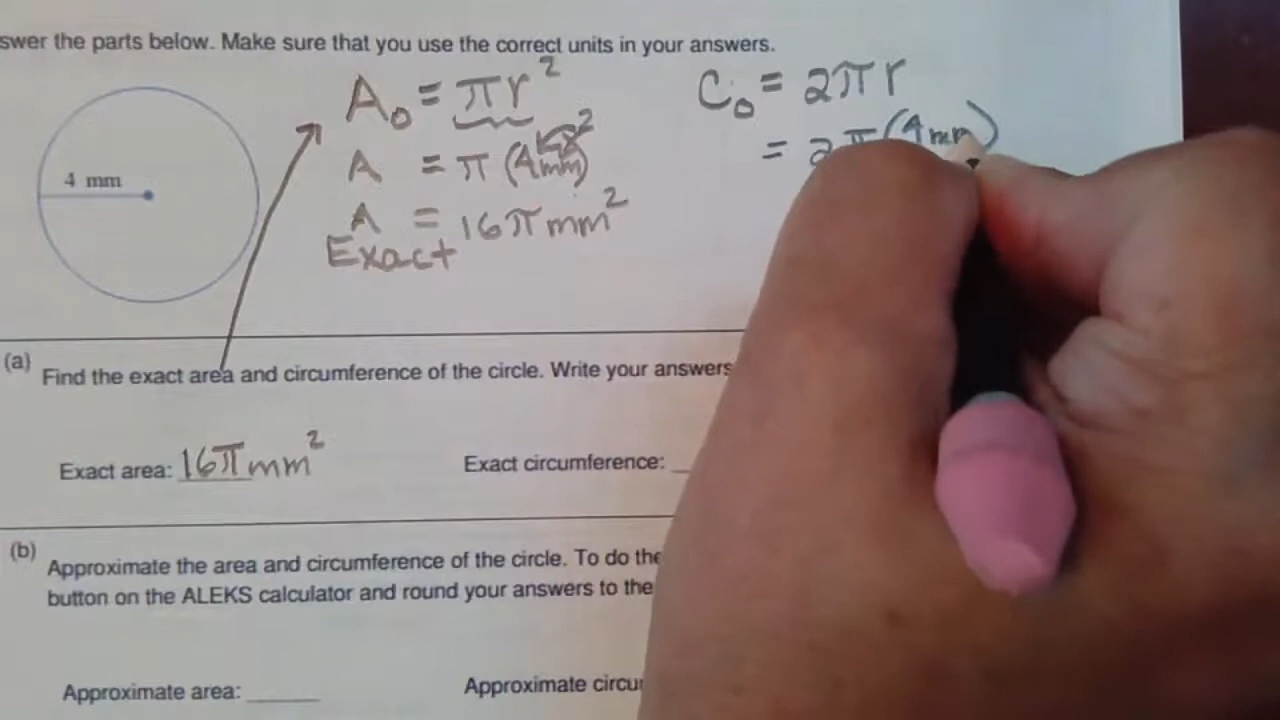 swer the parts below. Make sure that you use the correct units in your answers.
A₀ = πr²
A = π (4mm)²
A = 16π mm²
Exact
C₀ = 2πr
= 2π(4mm)
4 mm
(a)
Find the exact area and circumference of the circle. Write your answers
Exact area: 16π mm²
Exact circumference:
(b)
Approximate the area and circumference of the circle. To do the
button on the ALEKS calculator and round your answers to the
Approximate area:
Approximate circu